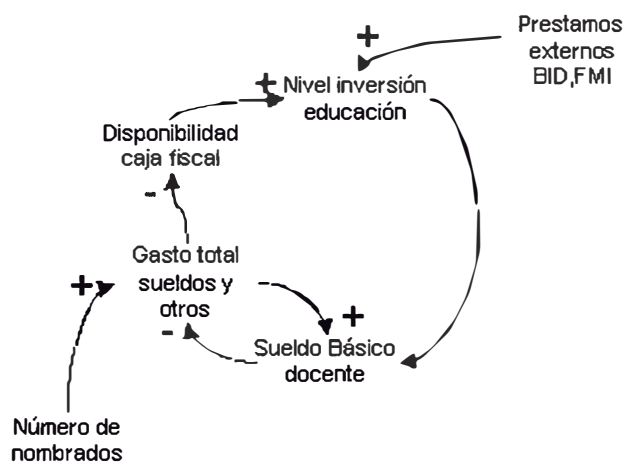 Prestamos
externos
BID,FMI
+
+ Nivel inversión
educación
Disponibilidad
caja fiscal
-
Gasto total
sueldos y
otros
+
-
+
Sueldo Básico
docente
Número de
nombrados